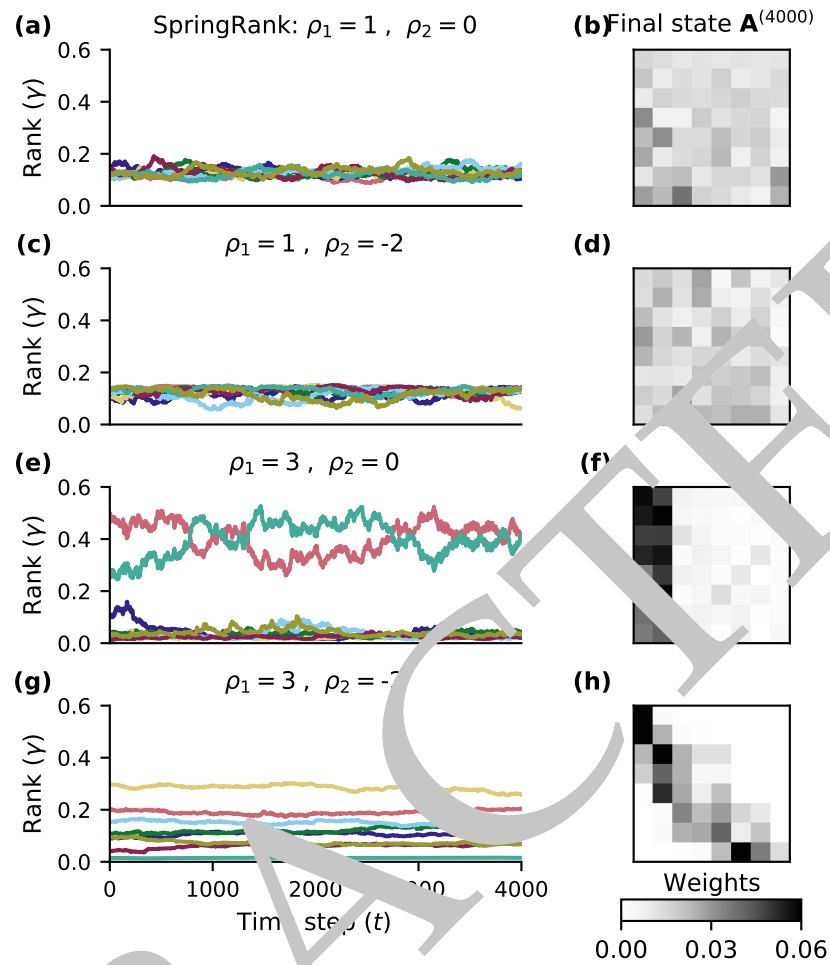 (a) SpringRank: ρ₁ = 1 , ρ₂ = 0
(b) Final state A⁽⁴⁰⁰⁰⁾
0.6
0.4
0.2
0.0
Rank (γ)
(c) ρ₁ = 1 , ρ₂ = -2
(d)
0.6
0.4
0.2
0.0
Rank (γ)
(e) ρ₁ = 3 , ρ₂ = 0
(f)
0.6
0.4
0.2
0.0
Rank (γ)
(g) ρ₁ = 3 , ρ₂ =
(h)
0.6
0.4
0.2
0.0
Rank (γ)
0 1000 2000 4000
step (t)
Weights
0.00 0.03 0.06